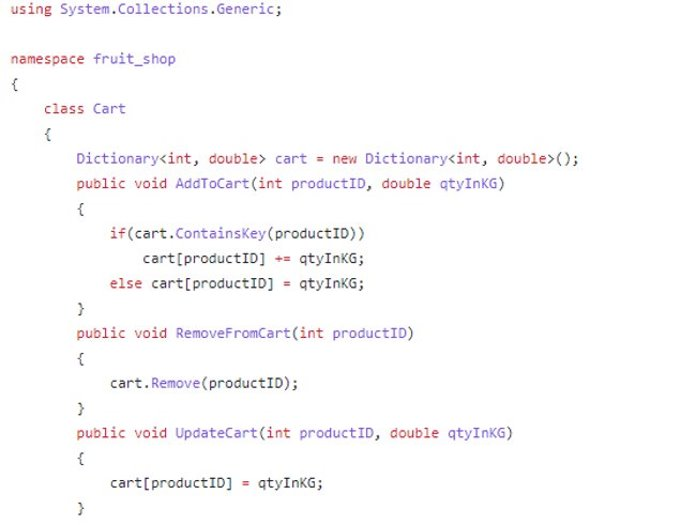 using System.Collections.Generic;
namespace fruit_shop
{
class Cart
{
Dictionary<int, double> cart = new Dictionary<int, double>();
public void AddToCart(int productID, double qtyInKG)
{
if(cart.ContainsKey(productID))
cart[productID] += qtyInKG;
else cart[productID] = qtyInKG;
}
public void RemoveFromCart(int productID)
{
cart.Remove(productID);
}
public void UpdateCart(int productID, double qtyInKG)
{
cart[productID] = qtyInKG;
}